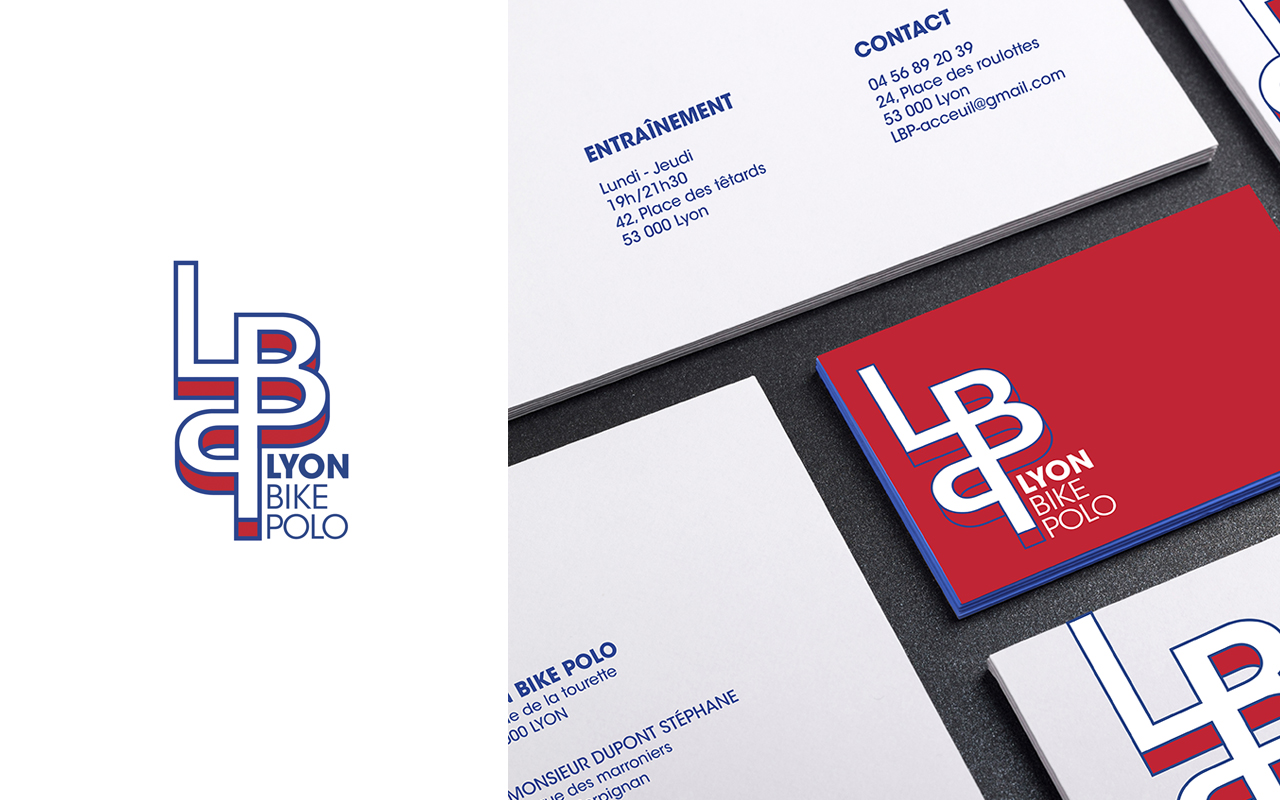 LBP
LYON
BIKE
POLO
ENTRAÎNEMENT
Lundi - Jeudi
19h/21h30
42, Place des têtards
53 000 Lyon
CONTACT
04 56 89 20 39
24, Place des roulottes
53 000 Lyon
LBP-acceuil@gmail.com
LBP
LYON
BIKE
POLO
BIKE POLO
de la tourette
LYON
MONSIEUR DUPONT STÉPHANE
des marroniers
LB